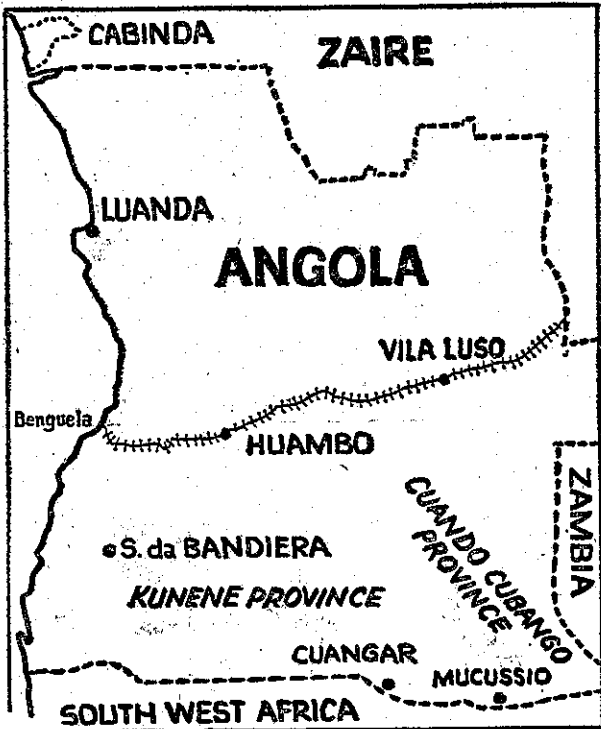 CABINDA
ZAIRE
LUANDA
ANGOLA
VILA LUSO
Benguela
HUAMBO
ZAMBIA
CUANDO CUBANGO
PROVINCE
S. da BANDIERA
KUNENE PROVINCE
CUANGAR
MUCUSSIO
SOUTH WEST AFRICA